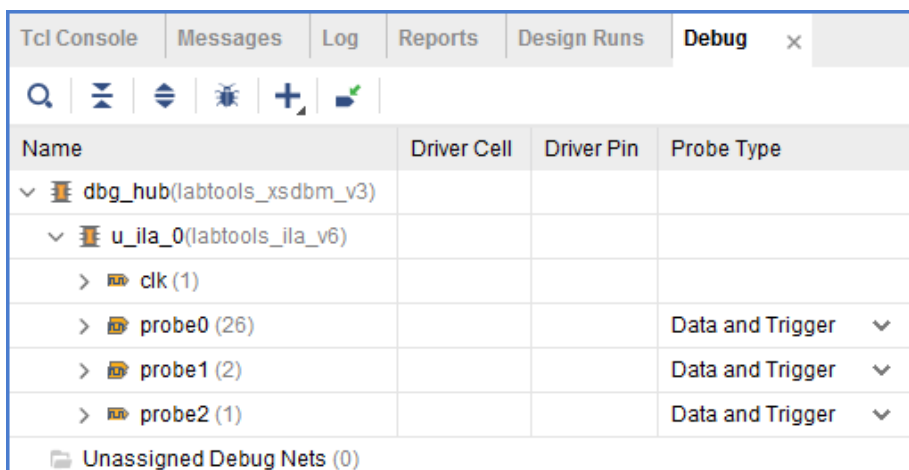 Tcl Console Messages Log Reports Design Runs Debug
Name Driver Cell Driver Pin Probe Type
dbg_hub(labtools_xsdbm_v3)
u_ila_0(labtools_ila_v6)
clk (1)
probe0 (26) Data and Trigger
probe1 (2) Data and Trigger
probe2 (1) Data and Trigger
Unassigned Debug Nets (0)